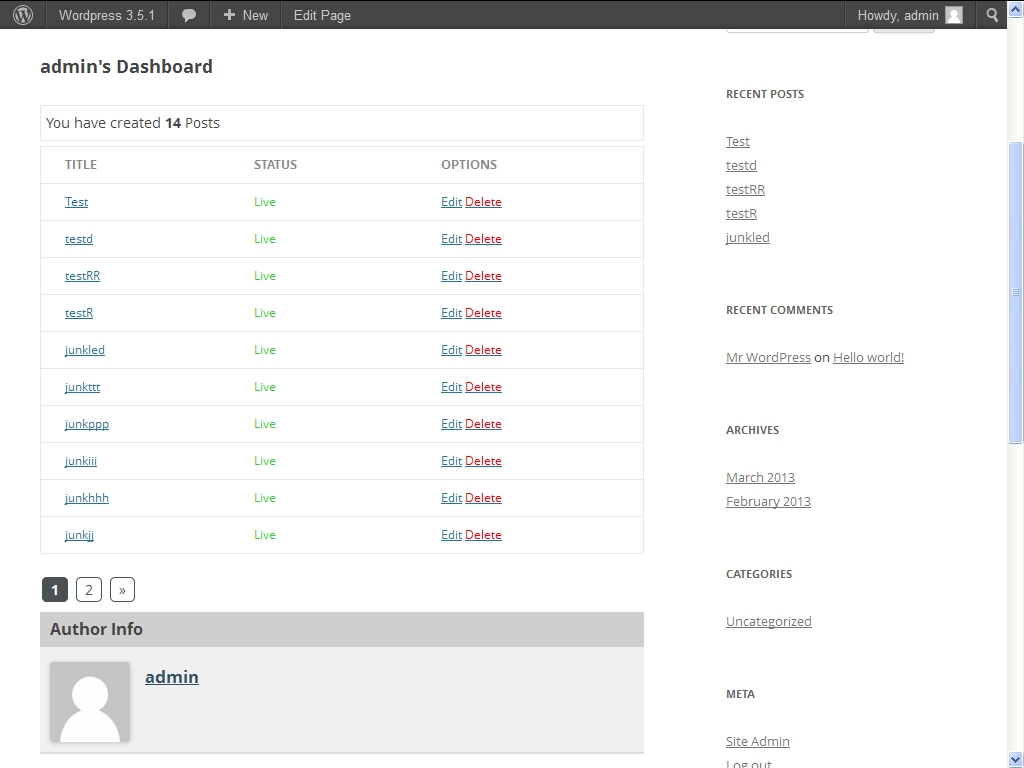 Wordpress 3.5.1 New Edit Page Howdy, admin
admin's Dashboard
You have created 14 Posts
TITLE STATUS OPTIONS
Test Live Edit Delete
testd Live Edit Delete
testRR Live Edit Delete
testR Live Edit Delete
junkled Live Edit Delete
junkttt Live Edit Delete
junkppp Live Edit Delete
junkiii Live Edit Delete
junkhhh Live Edit Delete
junkjj Live Edit Delete
1 2 »
Author Info
admin
RECENT POSTS
Test
testd
testRR
testR
junkled
RECENT COMMENTS
Mr WordPress on Hello world!
ARCHIVES
March 2013
February 2013
CATEGORIES
Uncategorized
META
Site Admin
Log out